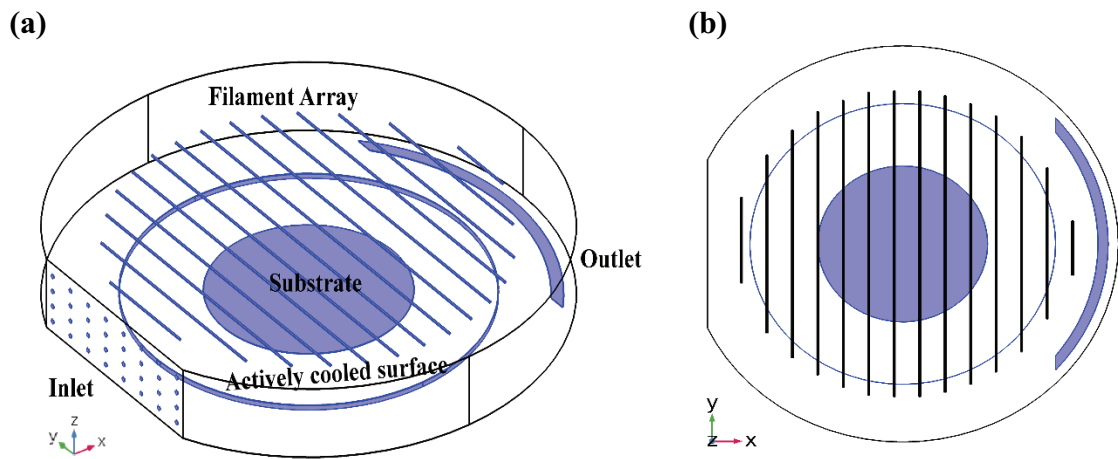 (a)
Filament Array
Substrate
Outlet
Actively cooled surface
Inlet
z
y
x
(b)
y
z
x